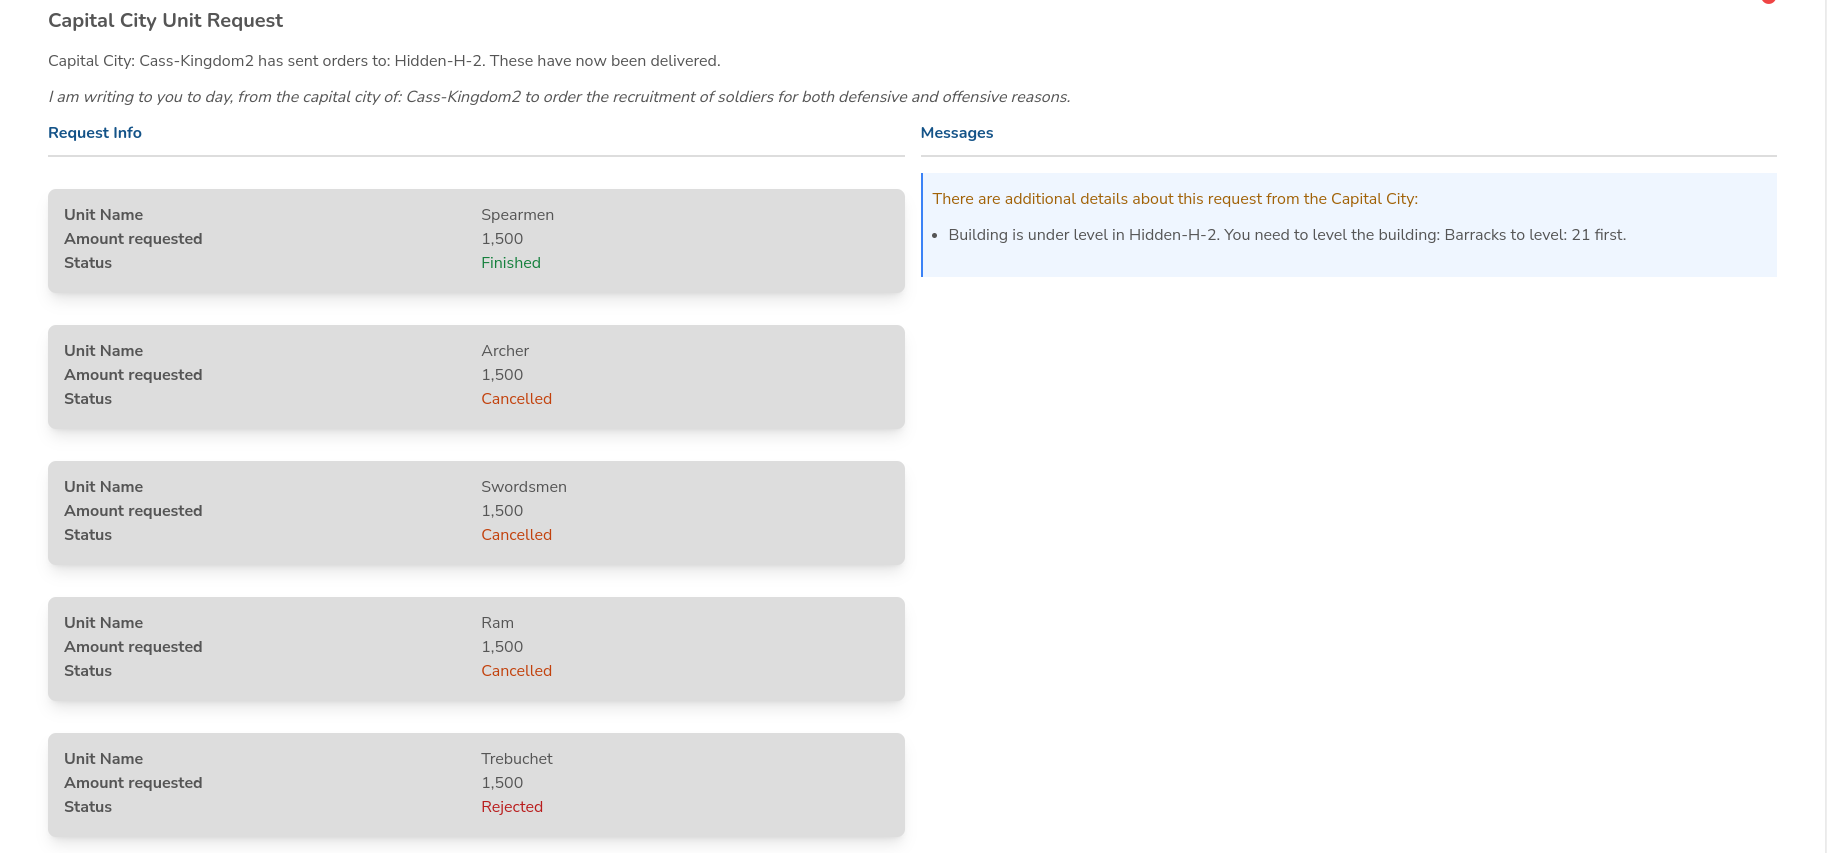 Capital City Unit Request
Capital City: Cass-Kingdom2 has sent orders to: Hidden-H-2. These have now been delivered.
I am writing to you to day, from the capital city of: Cass-Kingdom2 to order the recruitment of soldiers for both defensive and offensive reasons.
Request Info
Unit Name Spearmen
Amount requested 1,500
Status Finished
Unit Name Archer
Amount requested 1,500
Status Cancelled
Unit Name Swordsmen
Amount requested 1,500
Status Cancelled
Unit Name Ram
Amount requested 1,500
Status Cancelled
Unit Name Trebuchet
Amount requested 1,500
Status Rejected
Messages
There are additional details about this request from the Capital City:
• Building is under level in Hidden-H-2. You need to level the building: Barracks to level: 21 first.